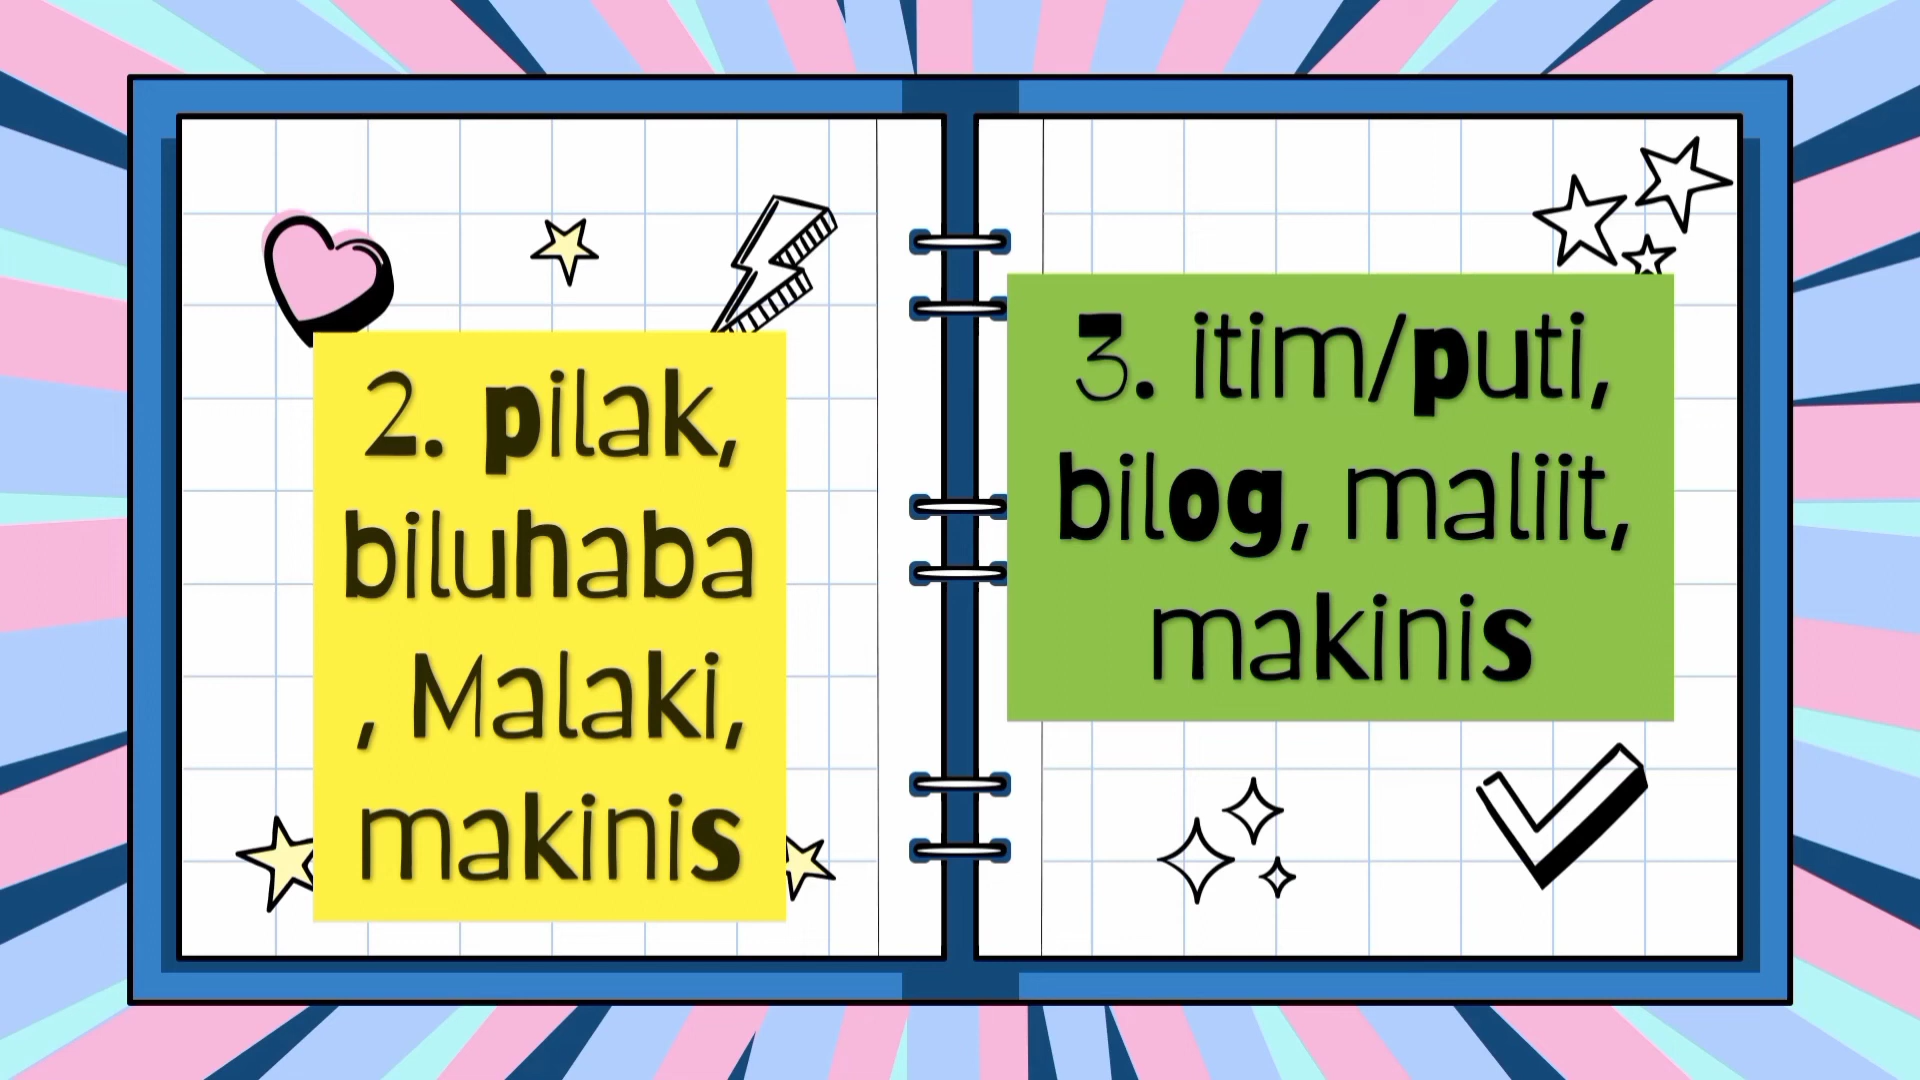 2. pilak,
biluhaba
, Malaki,
makinis
3. itim/puti,
bilog, maliit,
makinis